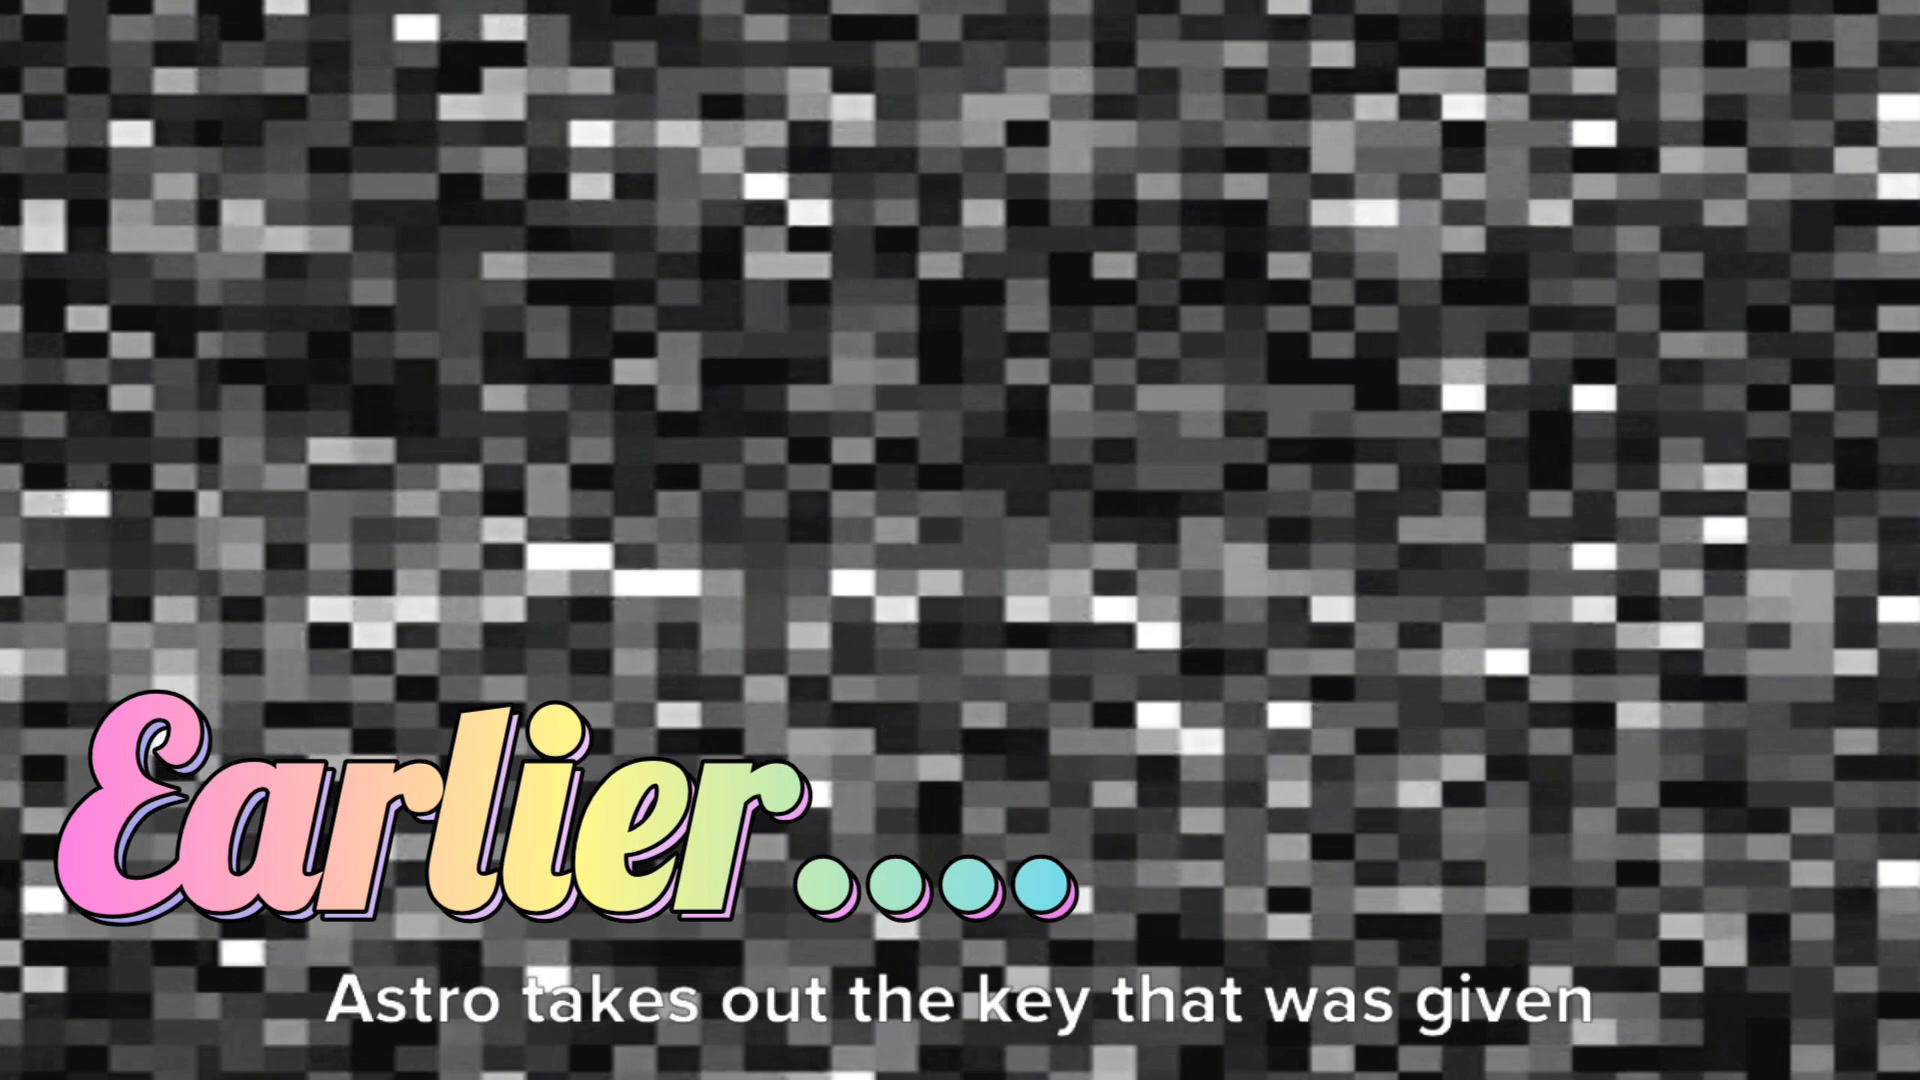 Earlier....
Astro takes out the key that was given